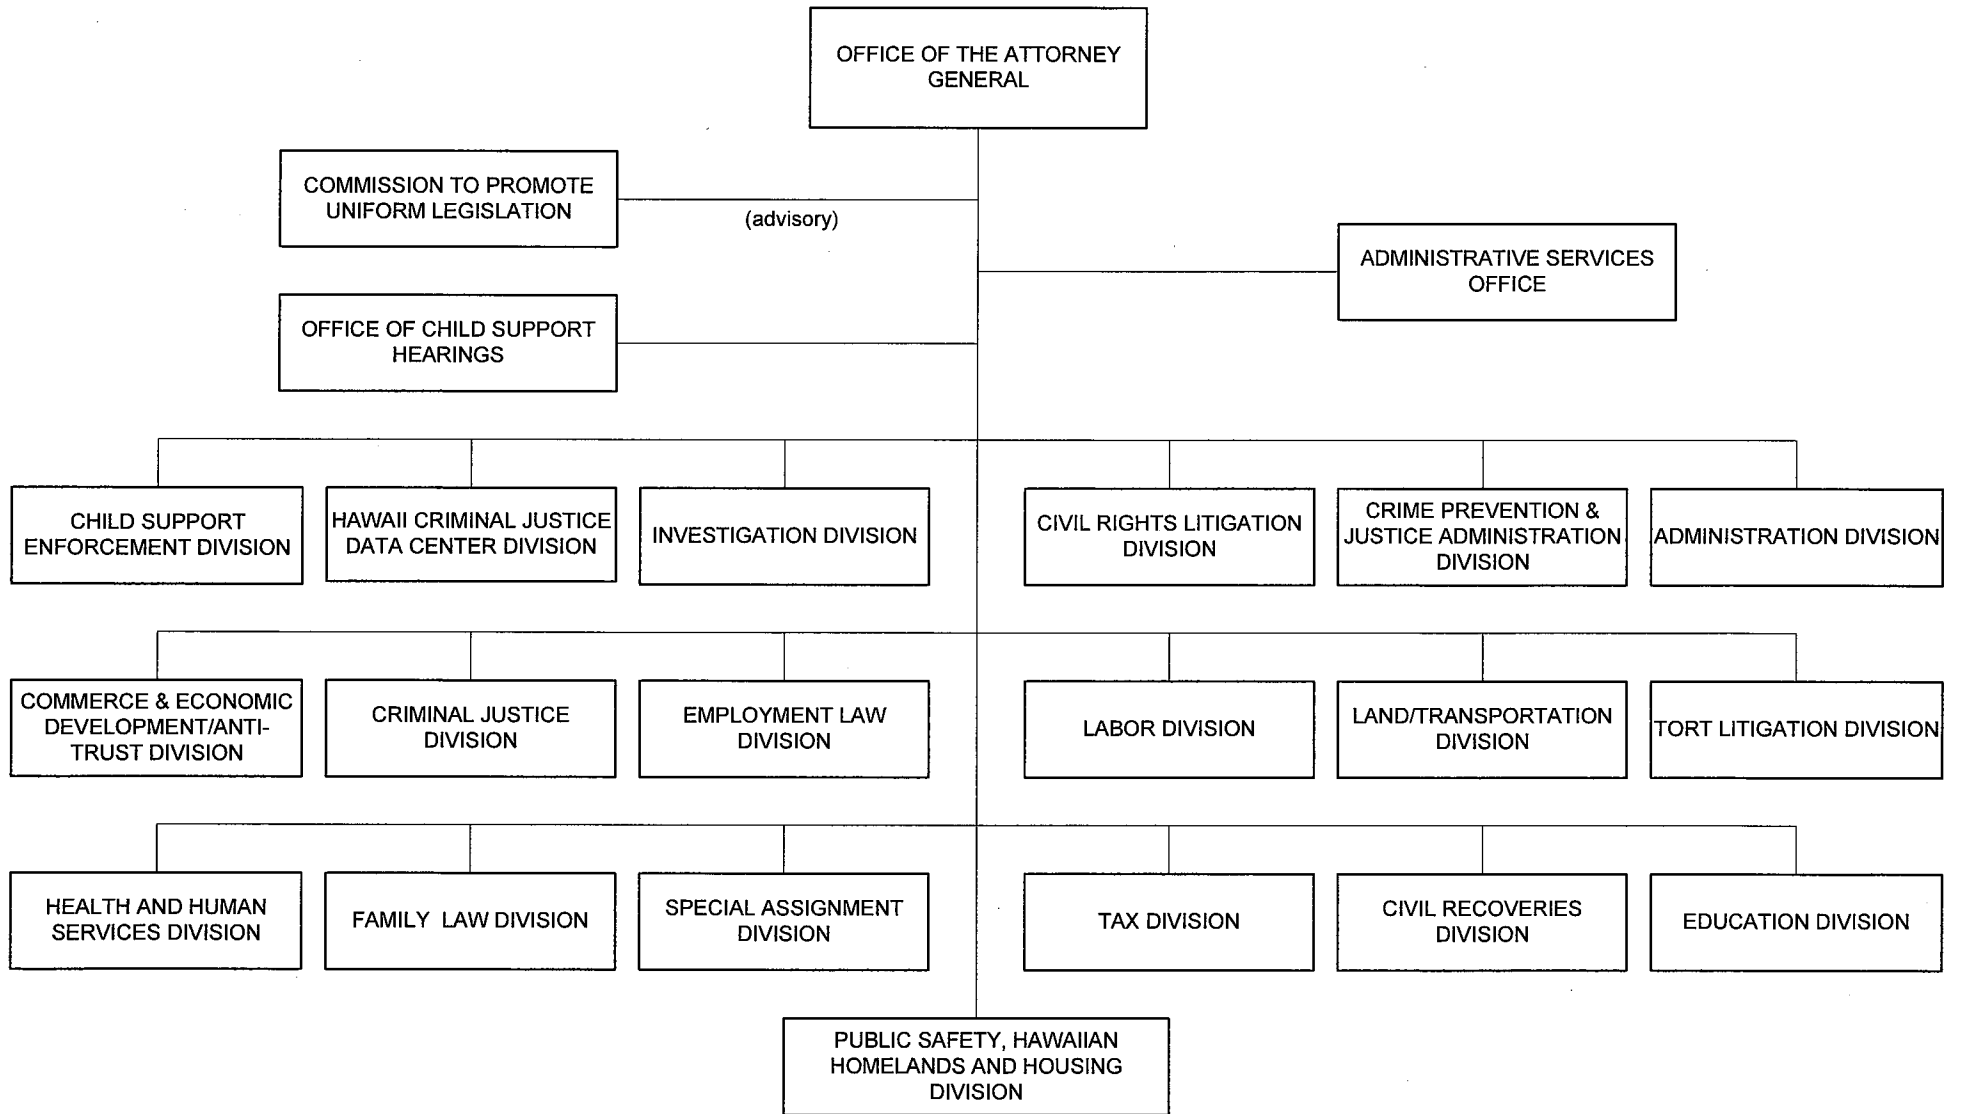 OFFICE OF THE ATTORNEY
GENERAL
COMMISSION TO PROMOTE
UNIFORM LEGISLATION
(advisory)
ADMINISTRATIVE SERVICES
OFFICE
OFFICE OF CHILD SUPPORT
HEARINGS
CHILD SUPPORT
ENFORCEMENT DIVISION
HAWAII CRIMINAL JUSTICE
DATA CENTER DIVISION
INVESTIGATION DIVISION
CIVIL RIGHTS LITIGATION
DIVISION
CRIME PREVENTION &
JUSTICE ADMINISTRATION
DIVISION
ADMINISTRATION DIVISION
COMMERCE & ECONOMIC
DEVELOPMENT/ANTI-
TRUST DIVISION
CRIMINAL JUSTICE
DIVISION
EMPLOYMENT LAW
DIVISION
LABOR DIVISION
LAND/TRANSPORTATION
DIVISION
TORT LITIGATION DIVISION
HEALTH AND HUMAN
SERVICES DIVISION
FAMILY LAW DIVISION
SPECIAL ASSIGNMENT
DIVISION
TAX DIVISION
CIVIL RECOVERIES
DIVISION
EDUCATION DIVISION
PUBLIC SAFETY, HAWAIIAN
HOMELANDS AND HOUSING
DIVISION